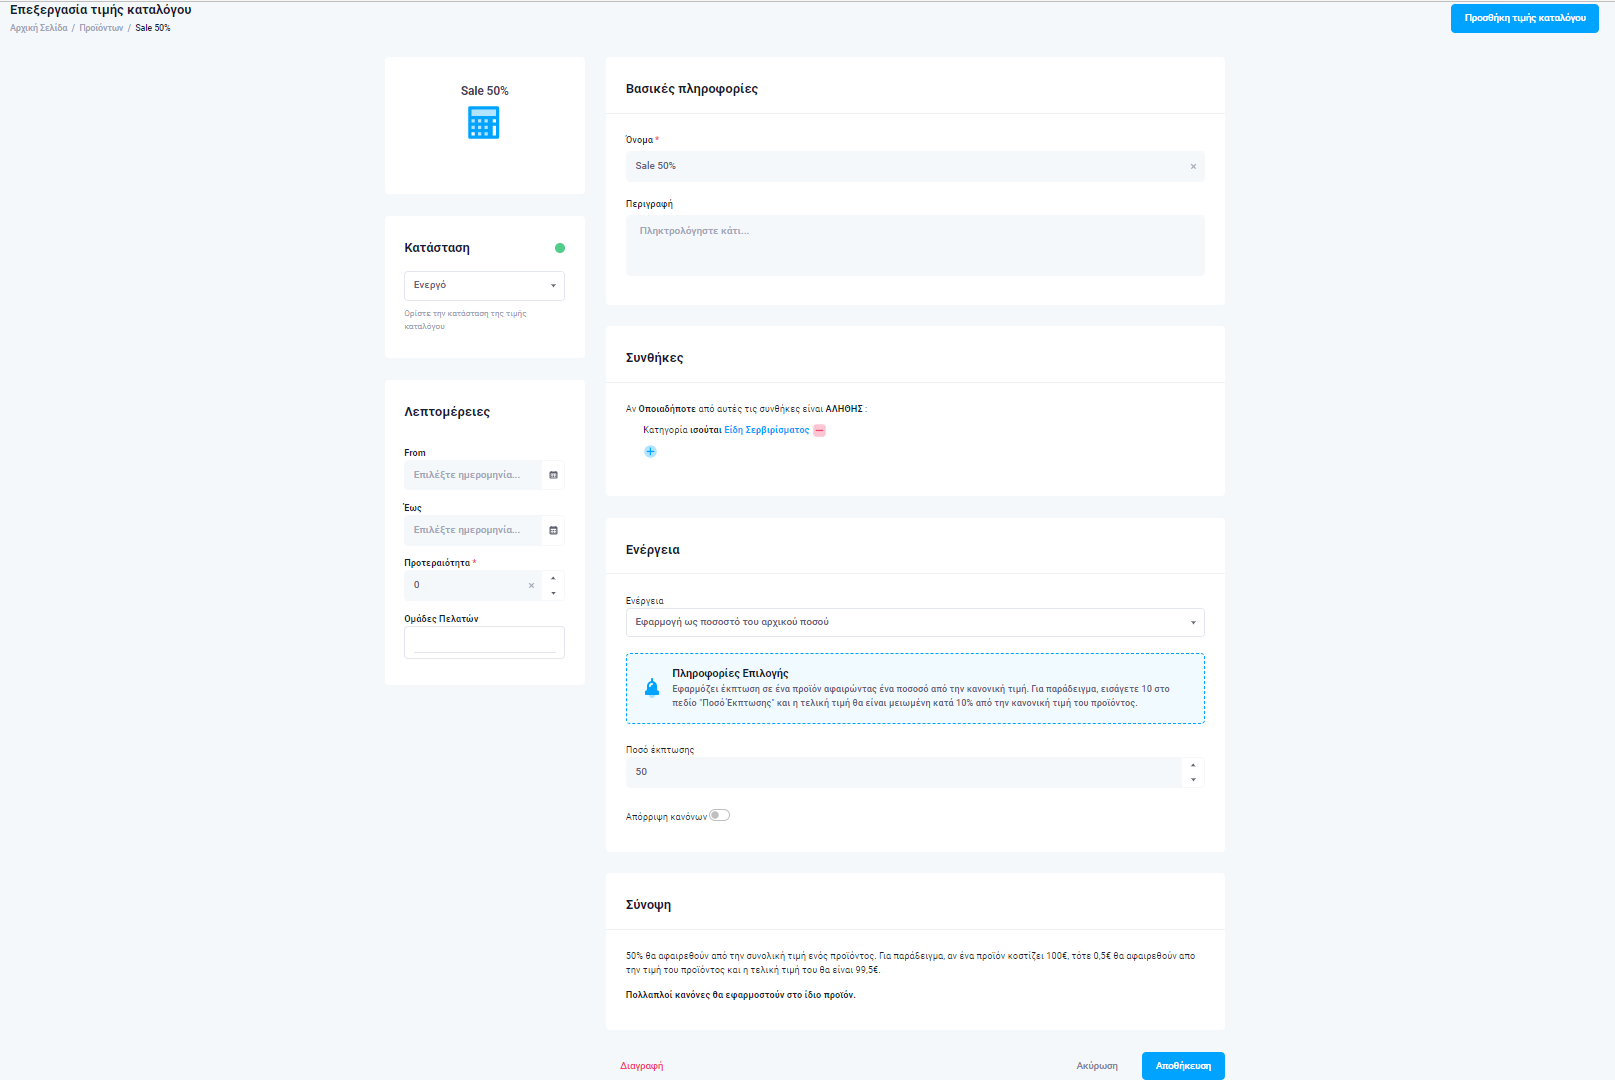 Επεξεργασία τιμής καταλόγου
Αρχική Σελίδα / Προϊόντων / Sale 50%
Προσθήκη τιμής καταλόγου
Sale 50%
Κατάσταση
Ενεργό
Ορίστε την κατάσταση της τιμής
καταλόγου
Λεπτομέρειες
From
Επιλέξτε ημερομηνία...
Έως
Επιλέξτε ημερομηνία...
Προτεραιότητα *
0
Ομάδες Πελατών
Βασικές πληροφορίες
Όνομα *
Sale 50%
Περιγραφή
Πληκτρολόγηστε κάτι...
Συνθήκες
Αν Οποιαδήποτε από αυτές τις συνθήκες είναι ΑΛΗΘΗΣ :
Κατηγορία ισούται Είδη Σερβιρίσματος
Ενέργεια
Ενέργεια
Εφαρμογή ως ποσοστό του αρχικού ποσού
Πληροφορίες Επιλογής
Εφαρμόζει έκπτωση σε ένα προϊόν αφαιρώντας ένα ποσοσό από την κανονική τιμή. Για παράδειγμα, εισάγετε 10 στο
πεδίο "Ποσό Έκπτωσης" και η τελική τιμή θα είναι μειωμένη κατά 10% από την κανονική τιμή του προϊόντος.
Ποσό έκπτωσης
50
Απόρριψη κανόνων
Σύνοψη
50% θα αφαιρεθούν από την συνολική τιμή ενός προϊόντος. Για παράδειγμα, αν ένα προϊόν κοστίζει 100€, τότε 0,5€ θα αφαιρεθούν απο
την τιμή του προϊόντος και η τελική τιμή του θα είναι 99,5€.
Πολλαπλοί κανόνες θα εφαρμοστούν στο ίδιο προϊόν.
Διαγραφή
Ακύρωση
Αποθήκευση